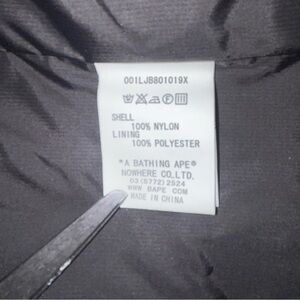 001LJB801019X
SHELL
100% NYLON
LINING
100% POLYESTER
*A BATHING APE®
NOWHERE CO.,LTD.
03(5772)2524
WWW.BAPE.COM
MADE IN CHINA